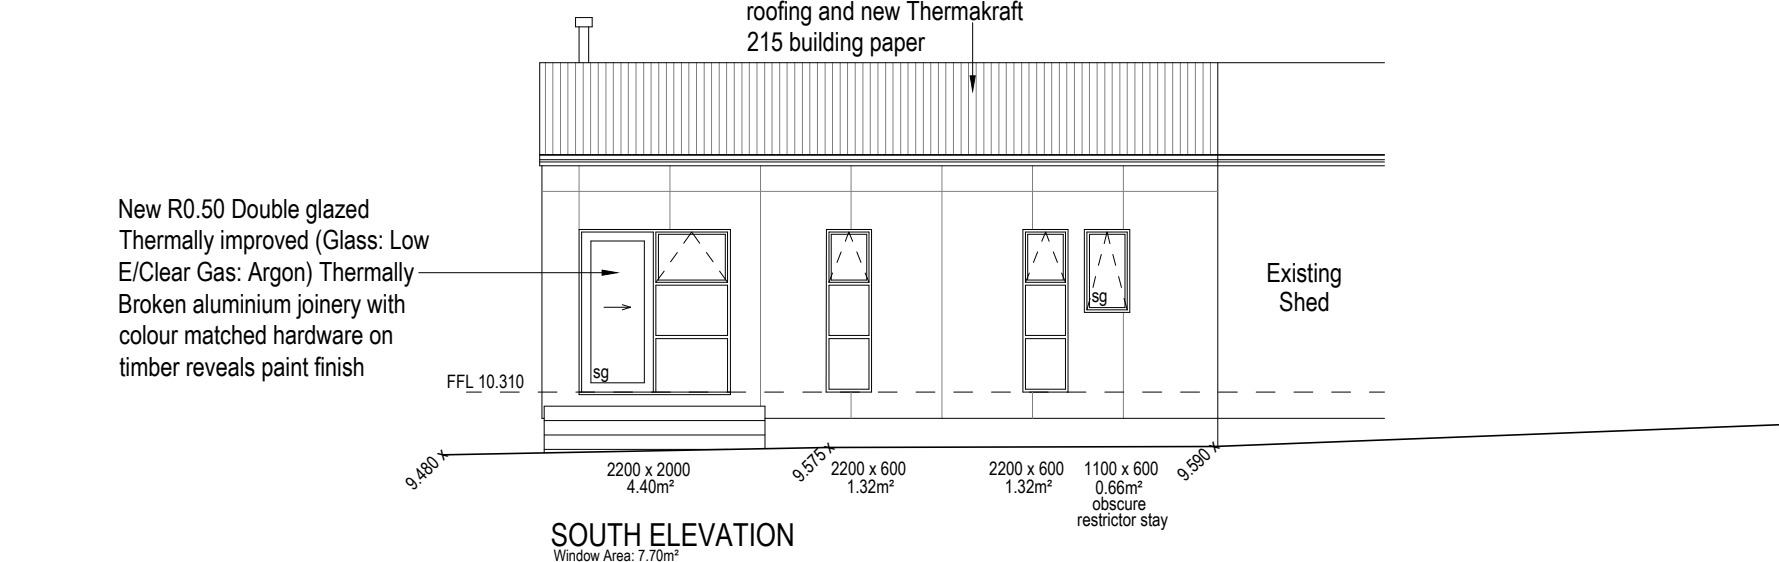 roofing and new Thermakraft
215 building paper
New R0.50 Double glazed
Thermally improved (Glass: Low
E/Clear Gas: Argon) Thermally
Broken aluminium joinery with
colour matched hardware on
timber reveals paint finish
sg
sg
Existing
Shed
FFL 10.310
9.480 x
2200 x 2000
4.40m²
9.575 x
2200 x 600
1.32m²
2200 x 600
1.32m²
1100 x 600
0.66m²
obscure
restrictor stay
9.590 x
SOUTH ELEVATION
Window Area: 7.70m²